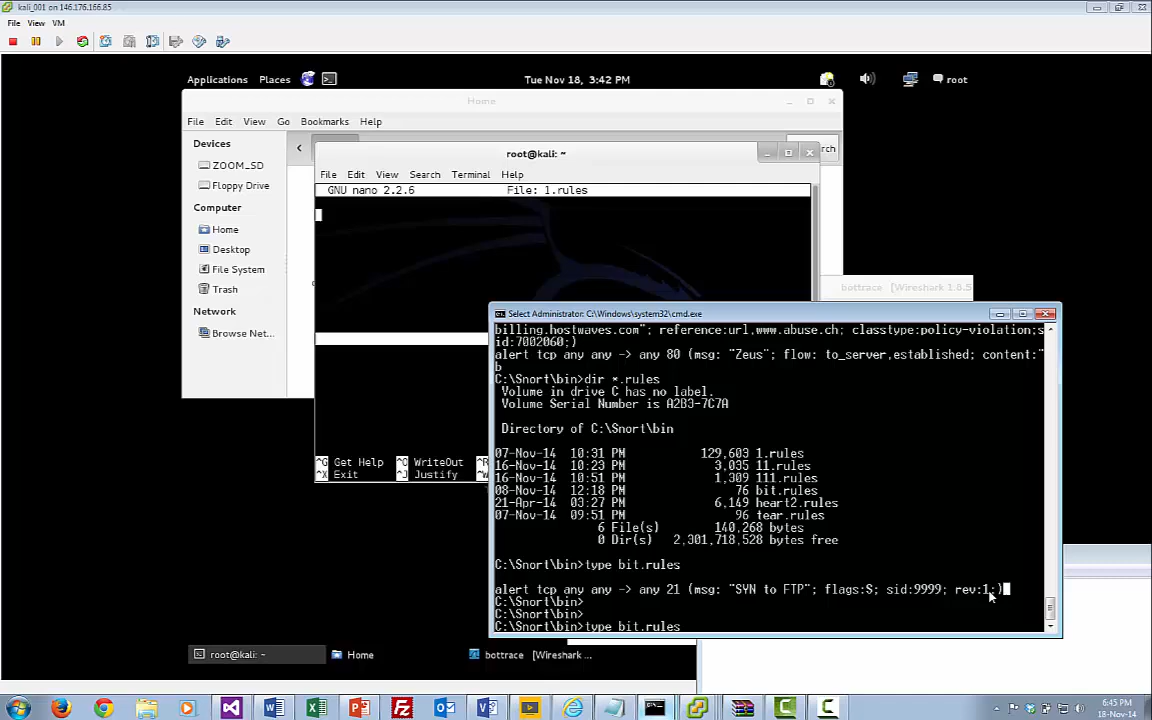 kali_001 on 146.176.166.85
File View VM
Applications Places Tue Nov 18, 3:42 PM root
Home
File Edit View Go Bookmarks Help
Devices
ZOOM_SD
Floppy Drive
Computer
Home
Desktop
File System
Trash
Network
Browse Net...
rch
root@kali: ~
File Edit View Search Terminal Help
GNU nano 2.2.6 File: 1.rules
^G Get Help ^O WriteOut ^R
^X Exit ^J Justify ^W
bottrace [Wireshark 1.8.5
Select Administrator: C:\Windows\system32\cmd.exe
billing.hostwaves.com"; reference:url,www.abuse.ch; classtype:policy-violation;s
id:7002060;)
alert tcp any any -> any 80 (msg: "Zeus"; flow: to_server,established; content:"
b
C:\Snort\bin>dir *.rules
Volume in drive C has no label.
Volume Serial Number is A2B3-7C7A
Directory of C:\Snort\bin
07-Nov-14 10:31 PM 129,603 1.rules
16-Nov-14 10:23 PM 3,035 11.rules
16-Nov-14 10:51 PM 1,309 111.rules
08-Nov-14 12:18 PM 76 bit.rules
21-Apr-14 03:27 PM 6,149 heart2.rules
07-Nov-14 09:51 PM 96 tear.rules
6 File(s) 140,268 bytes
0 Dir(s) 2,301,718,528 bytes free
C:\Snort\bin>type bit.rules
alert tcp any any -> any 21 (msg: "SYN to FTP"; flags:S; sid:9999; rev:1;)
C:\Snort\bin>
C:\Snort\bin>
C:\Snort\bin>type bit.rules
root@kali: ~ Home bottrace [Wireshark ...
6:45 PM
18-Nov-14